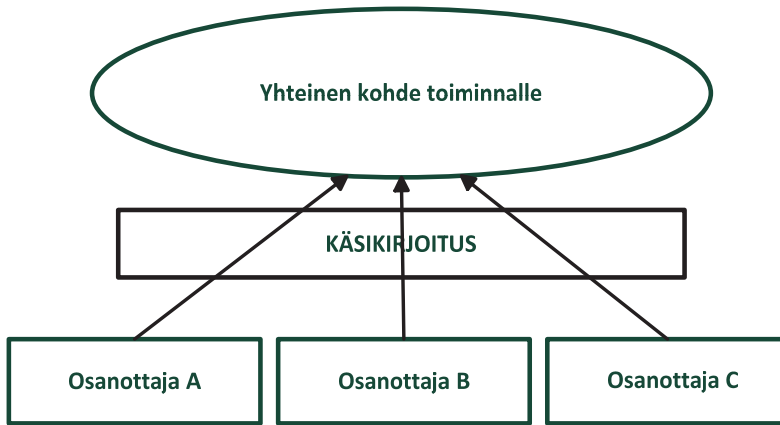 Yhteinen kohde toiminnalle
KÄSIKIRJOITUS
Osanottaja A
Osanottaja B
Osanottaja C